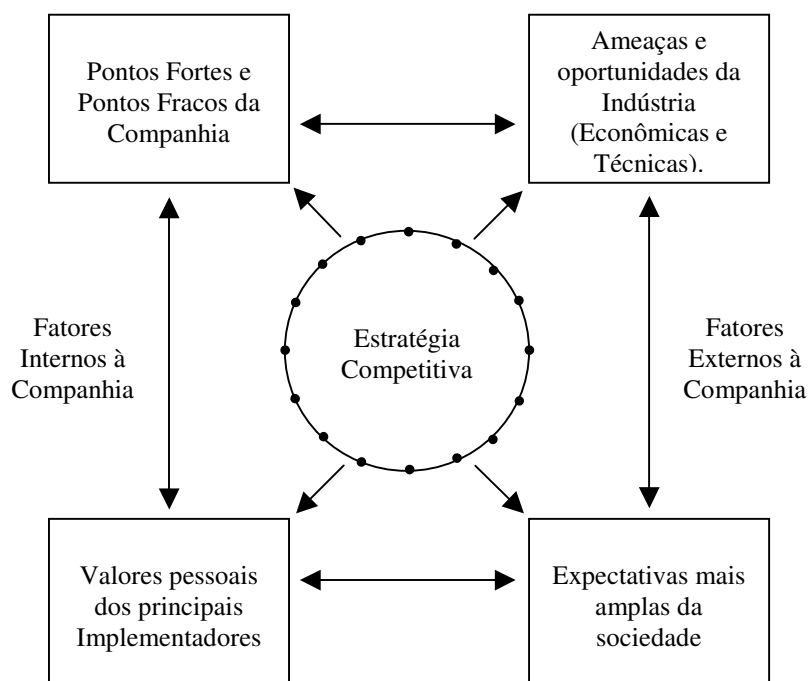 Pontos Fortes e
Pontos Fracos da
Companhia
Ameaças e
oportunidades da
Indústria
(Econômicas e
Técnicas).
Fatores
Internos à
Companhia
Estratégia
Competitiva
Fatores
Externos à
Companhia
Valores pessoais
dos principais
Implementadores
Expectativas mais
amplas da
sociedade